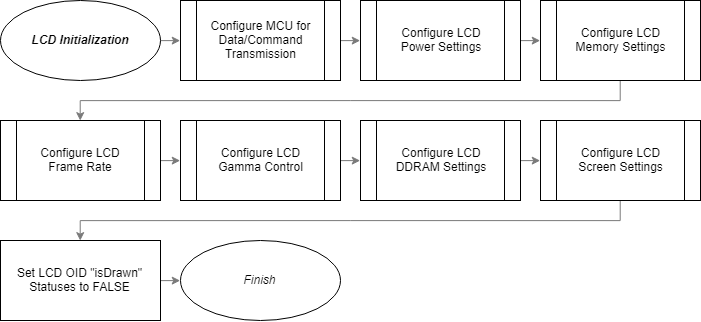 LCD Initialization
Configure MCU for
Data/Command
Transmission
Configure LCD
Power Settings
Configure LCD
Memory Settings
Configure LCD
Frame Rate
Configure LCD
Gamma Control
Configure LCD
DDRAM Settings
Configure LCD
Screen Settings
Set LCD OID "isDrawn"
Statuses to FALSE
Finish